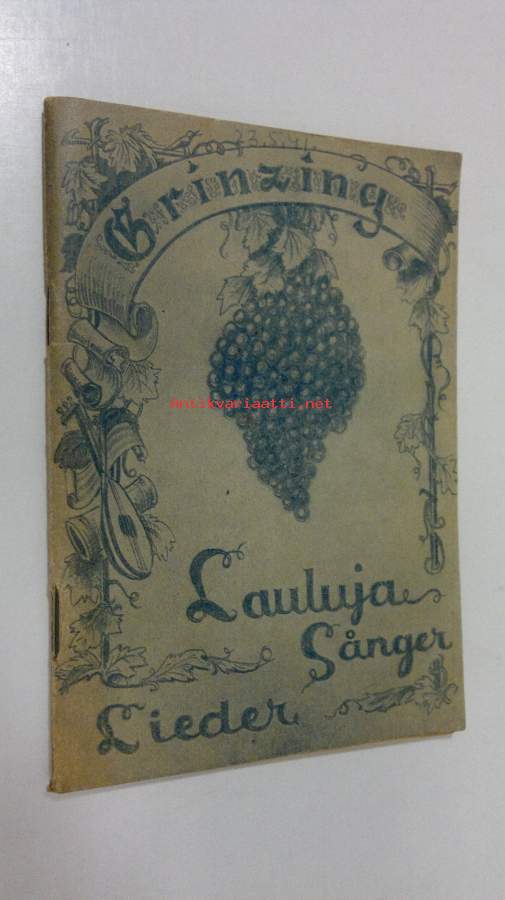 Grinzing
Antikvariaatti.net
Lauluja
Sånger
Lieder